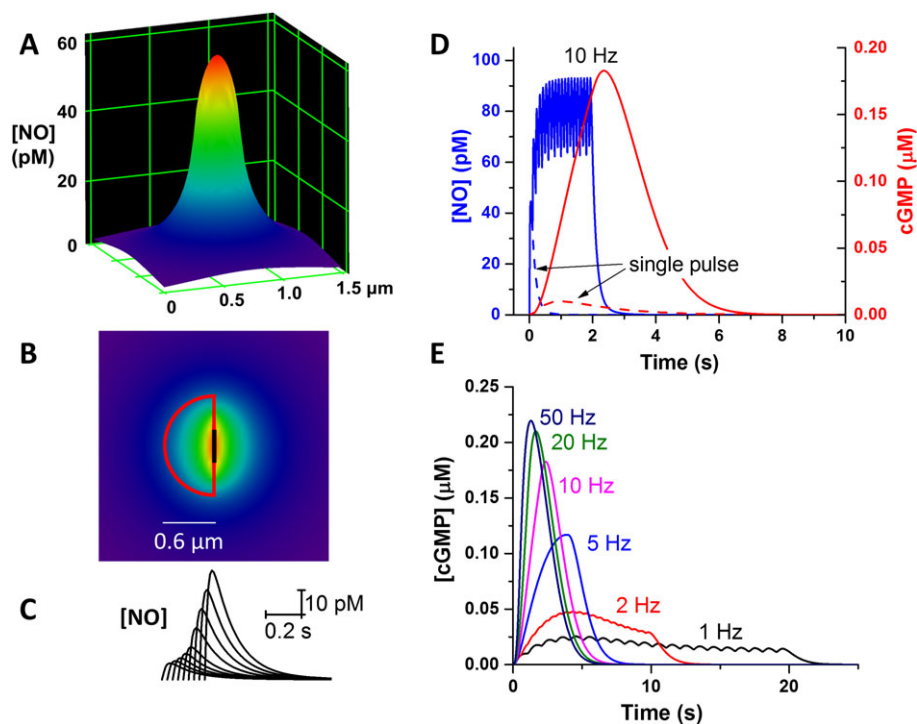 A
[NO]
(pM)
60
40
20
0
0
0.5
1.0
1.5 μm
B
0.6 μm
C
[NO]
10 pM
0.2 s
D
10 Hz
single pulse
[NO] (pM)
100
80
60
40
20
0
cGMP (μM)
0.20
0.15
0.10
0.05
0.00
0 2 4 6 8 10
Time (s)
E
[cGMP] (μM)
0.25
0.20
0.15
0.10
0.05
0.00
50 Hz
20 Hz
10 Hz
5 Hz
2 Hz
1 Hz
0 10 20
Time (s)